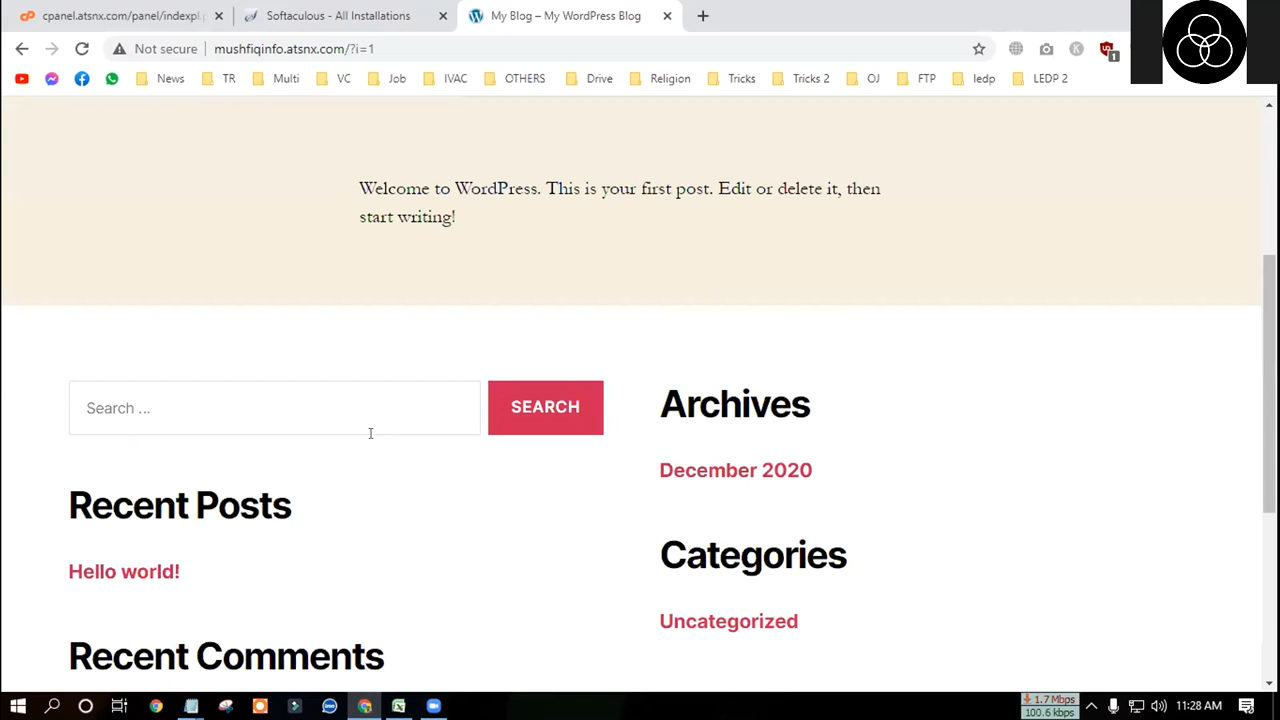 cpanel.atsnx.com/panel/indexpl.
Softaculous - All Installations
My Blog – My WordPress Blog
Not secure
mushfiqinfo.atsnx.com/?i=1
1
News
TR
Multi
VC
Job
IVAC
OTHERS
Drive
Religion
Tricks
Tricks 2
OJ
FTP
ledp
LEDP 2
Welcome to WordPress. This is your first post. Edit or delete it, then
start writing!
Search ...
SEARCH
Archives
December 2020
Recent Posts
Categories
Hello world!
Uncategorized
Recent Comments
1.7 Mbps
100.6 kbps
11:28 AM